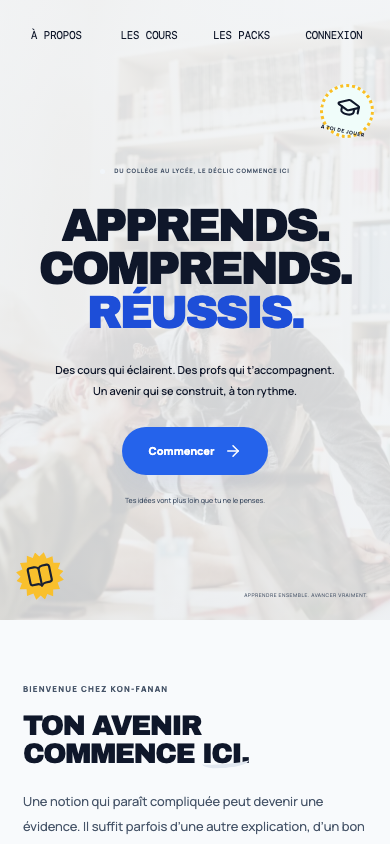 À PROPOS LES COURS LES PACKS CONNEXION
À TOI DE JOUER
DU COLLÈGE AU LYCÉE, LE DÉCLIC COMMENCE ICI
APPRENDS.
COMPRENDS.
RÉUSSIS.
Des cours qui éclairent. Des profs qui t'accompagnent.
Un avenir qui se construit, à ton rythme.
Commencer
Tes idées vont plus loin que tu ne le penses.
APPRENDRE ENSEMBLE. AVANCER VRAIMENT.
BIENVENUE CHEZ KON-FANAN
TON AVENIR
COMMENCE ICI.
Une notion qui paraît compliquée peut devenir une
évidence. Il suffit parfois d'une autre explication, d'un bon